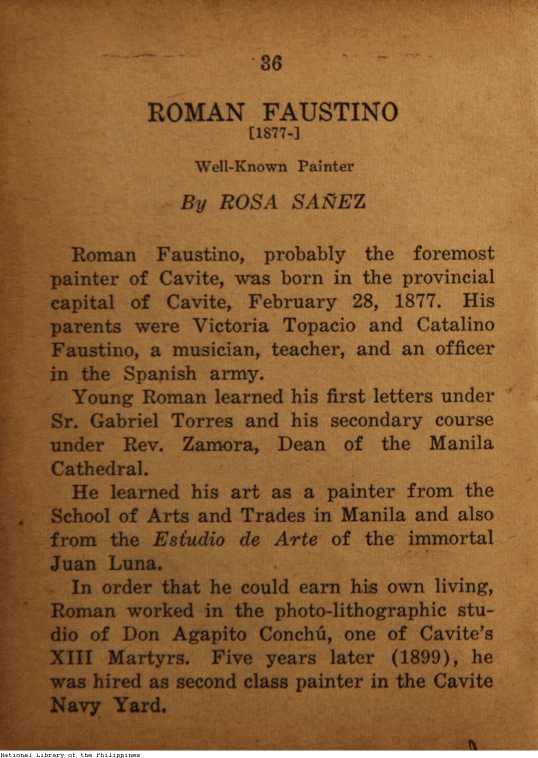 36
ROMAN FAUSTINO
[1877-]
Well-Known Painter
By ROSA SAÑEZ
Roman Faustino, probably the foremost
painter of Cavite, was born in the provincial
capital of Cavite, February 28, 1877. His
parents were Victoria Topacio and Catalino
Faustino, a musician, teacher, and an officer
in the Spanish army.
Young Roman learned his first letters under
Sr. Gabriel Torres and his secondary course
under Rev. Zamora, Dean of the Manila
Cathedral.
He learned his art as a painter from the
School of Arts and Trades in Manila and also
from the Estudio de Arte of the immortal
Juan Luna.
In order that he could earn his own living,
Roman worked in the photo-lithographic stu-
dio of Don Agapito Conchú, one of Cavite's
XIII Martyrs. Five years later (1899), he
was hired as second class painter in the Cavite
Navy Yard.
National Library of the Philippines